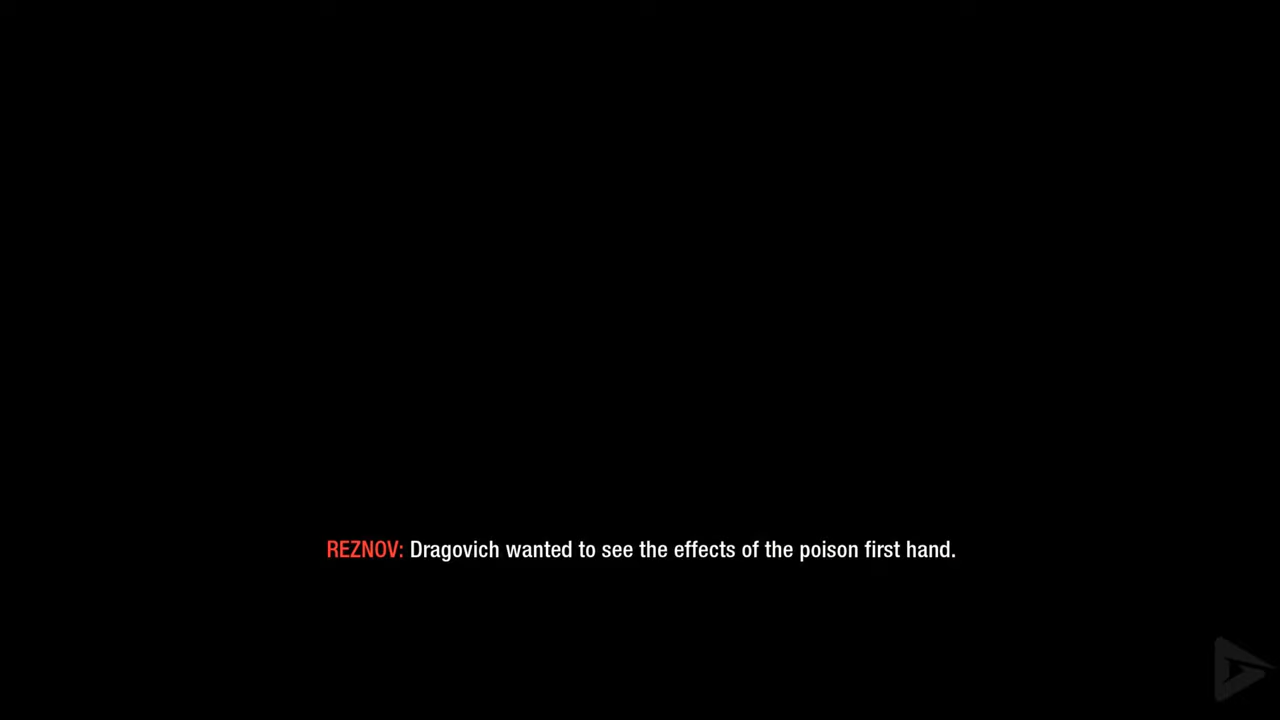 REZNOV: Dragovich wanted to see the effects of the poison first hand.